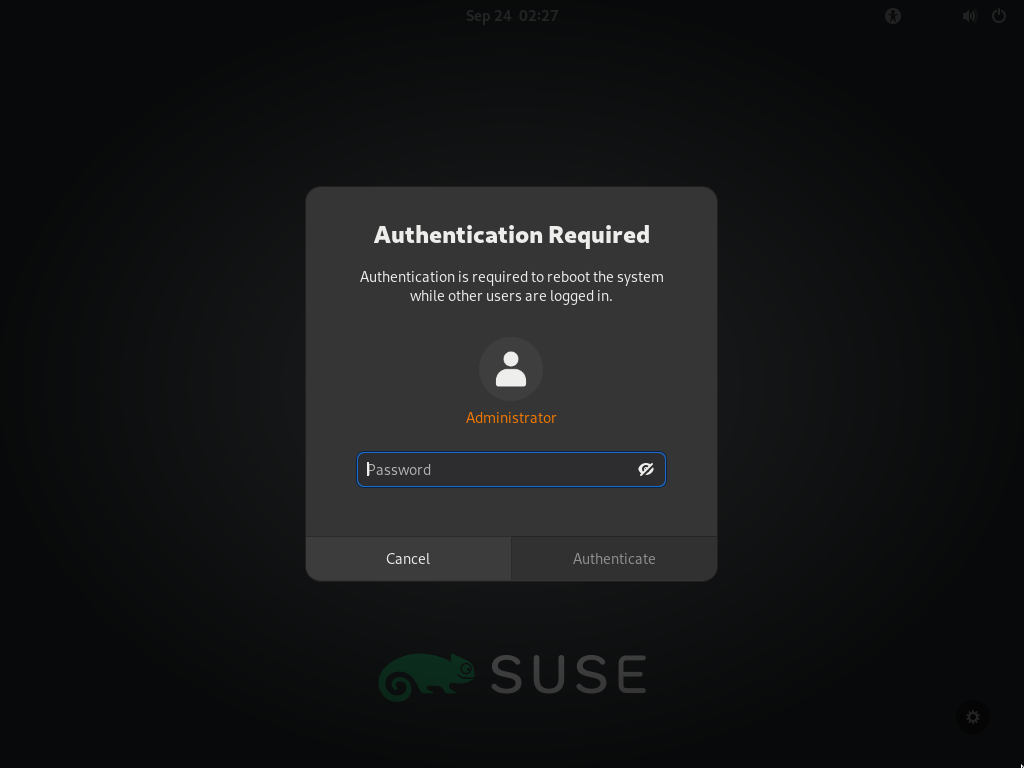 Sep 24 02:27
Authentication Required
Authentication is required to reboot the system
while other users are logged in.
Administrator
Password
Cancel
Authenticate
SUSE